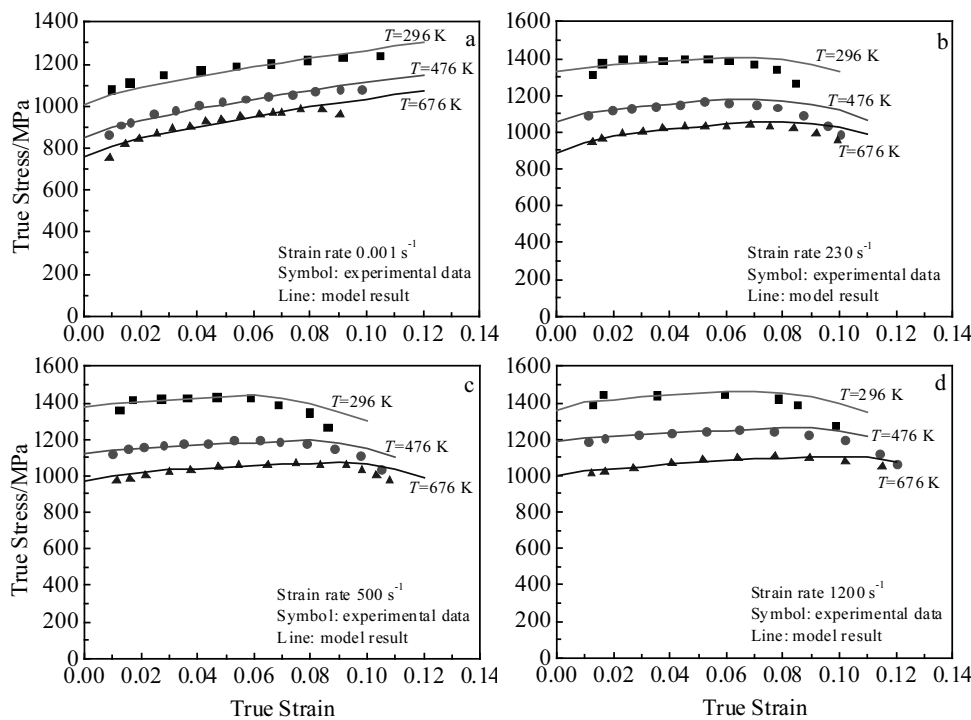 True Stress/MPa
1400
1200
1000
800
600
400
200
0
a
T=296 K
T=476 K
T=676 K
Strain rate 0.001 s⁻¹
Symbol: experimental data
Line: model result
0.00 0.02 0.04 0.06 0.08 0.10 0.12 0.14
1600
1400
1200
1000
800
600
400
200
0
b
T=296 K
T=476 K
T=676 K
Strain rate 230 s⁻¹
Symbol: experimental data
Line: model result
0.00 0.02 0.04 0.06 0.08 0.10 0.12 0.14
True Stress/MPa
1600
1400
1200
1000
800
600
400
200
0
c
T=296 K
T=476 K
T=676 K
Strain rate 500 s⁻¹
Symbol: experimental data
Line: model result
0.00 0.02 0.04 0.06 0.08 0.10 0.12 0.14
True Strain
1600
1400
1200
1000
800
600
400
200
0
d
T=296 K
T=476 K
T=676 K
Strain rate 1200 s⁻¹
Symbol: experimental data
Line: model result
0.00 0.02 0.04 0.06 0.08 0.10 0.12 0.14
True Strain